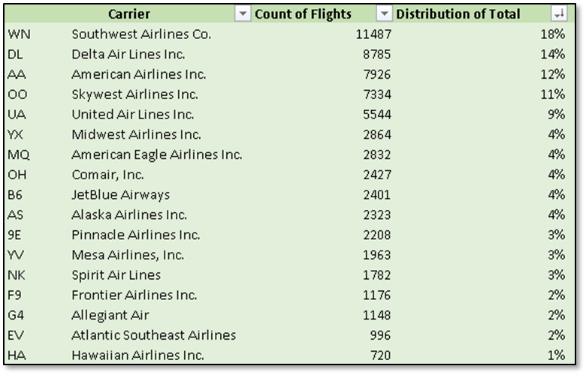 Carrier Count of Flights Distribution of Total
WN Southwest Airlines Co. 11487 18%
DL Delta Air Lines Inc. 8785 14%
AA American Airlines Inc. 7926 12%
OO Skywest Airlines Inc. 7334 11%
UA United Air Lines Inc. 5544 9%
YX Midwest Airlines Inc. 2864 4%
MQ American Eagle Airlines Inc. 2832 4%
OH Comair, Inc. 2427 4%
B6 JetBlue Airways 2401 4%
AS Alaska Airlines Inc. 2323 4%
9E Pinnacle Airlines Inc. 2208 3%
YV Mesa Airlines, Inc. 1963 3%
NK Spirit Air Lines 1782 3%
F9 Frontier Airlines Inc. 1176 2%
G4 Allegiant Air 1148 2%
EV Atlantic Southeast Airlines 996 2%
HA Hawaiian Airlines Inc. 720 1%